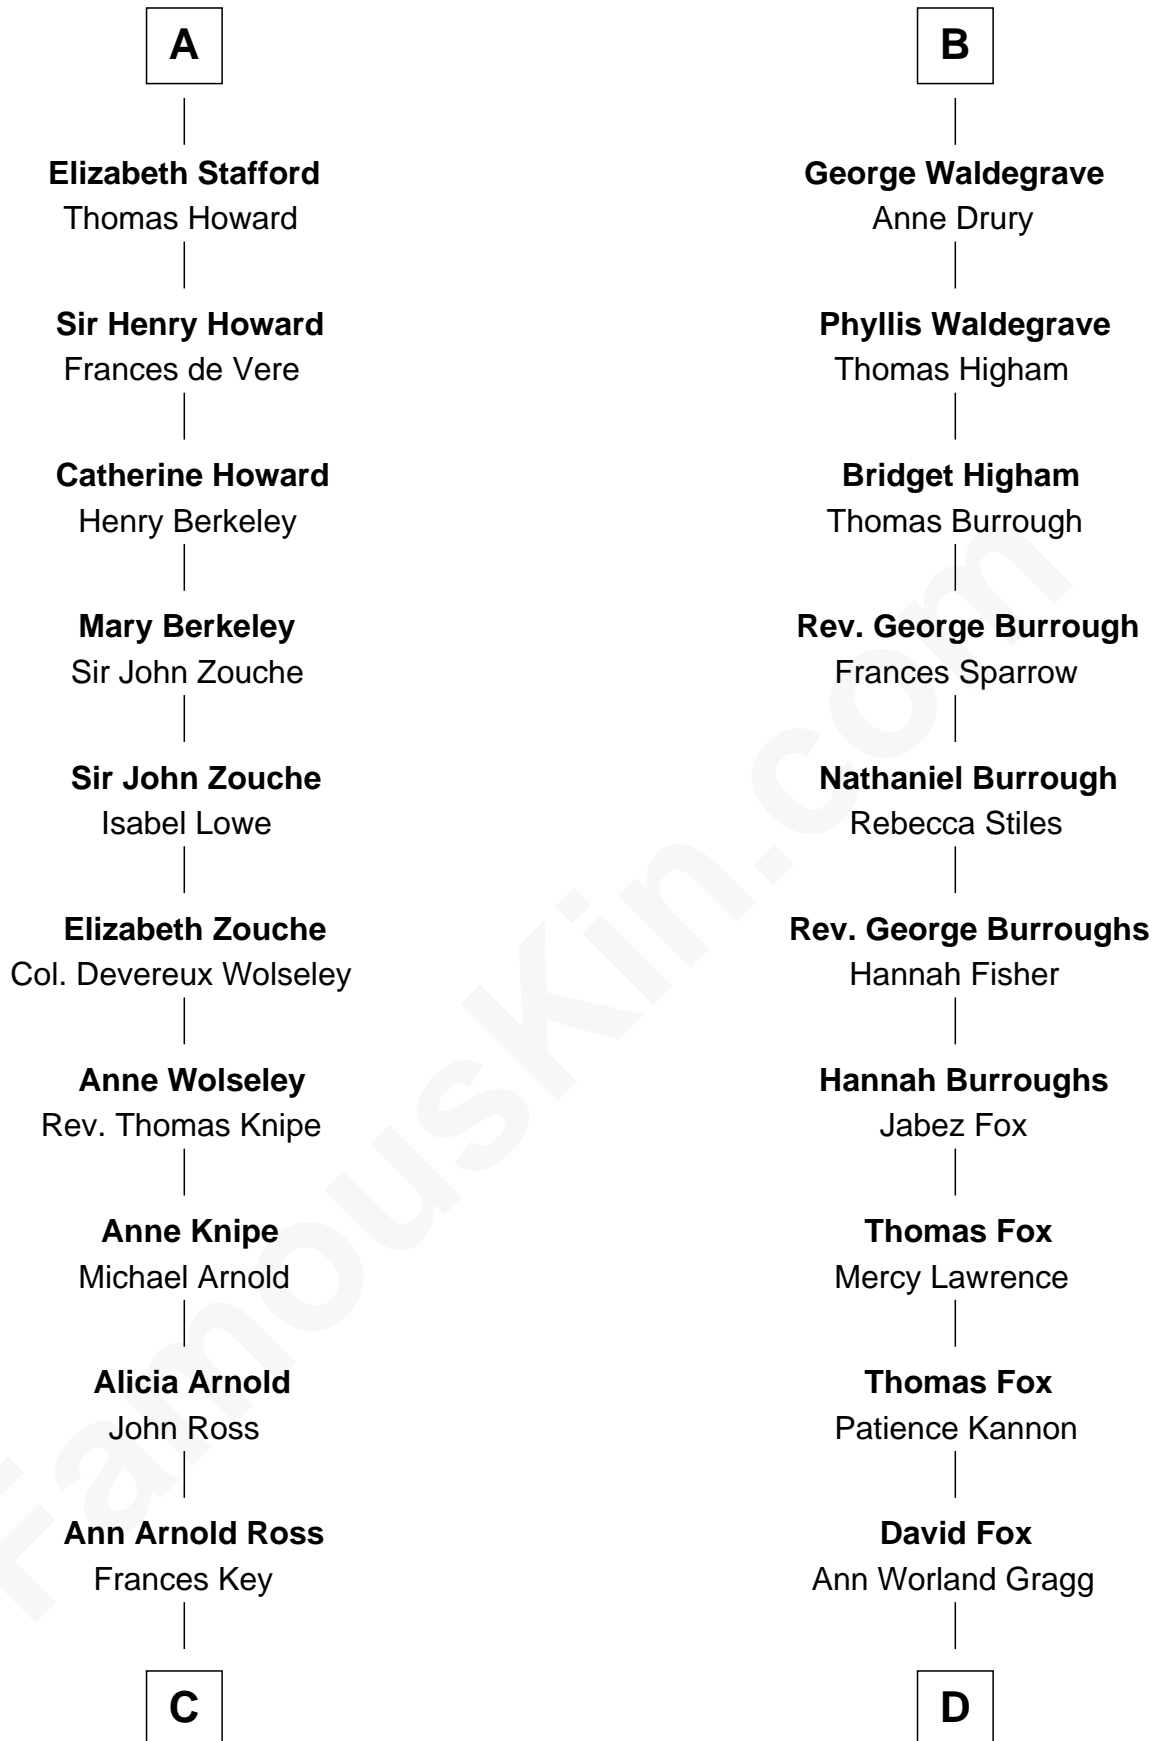 A
Elizabeth Stafford
Thomas Howard
Sir Henry Howard
Frances de Vere
Catherine Howard
Henry Berkeley
Mary Berkeley
Sir John Zouche
Sir John Zouche
Isabel Lowe
Elizabeth Zouche
Col. Devereux Wolseley
Anne Wolseley
Rev. Thomas Knipe
Anne Knipe
Michael Arnold
Alicia Arnold
John Ross
Ann Arnold Ross
Frances Key
C
B
George Waldegrave
Anne Drury
Phyllis Waldegrave
Thomas Higham
Bridget Higham
Thomas Burrough
Rev. George Burrough
Frances Sparrow
Nathaniel Burrough
Rebecca Stiles
Rev. George Burroughs
Hannah Fisher
Hannah Burroughs
Jabez Fox
Thomas Fox
Mercy Lawrence
Thomas Fox
Patience Kannon
David Fox
Ann Worland Gragg
D
FamousKin.com